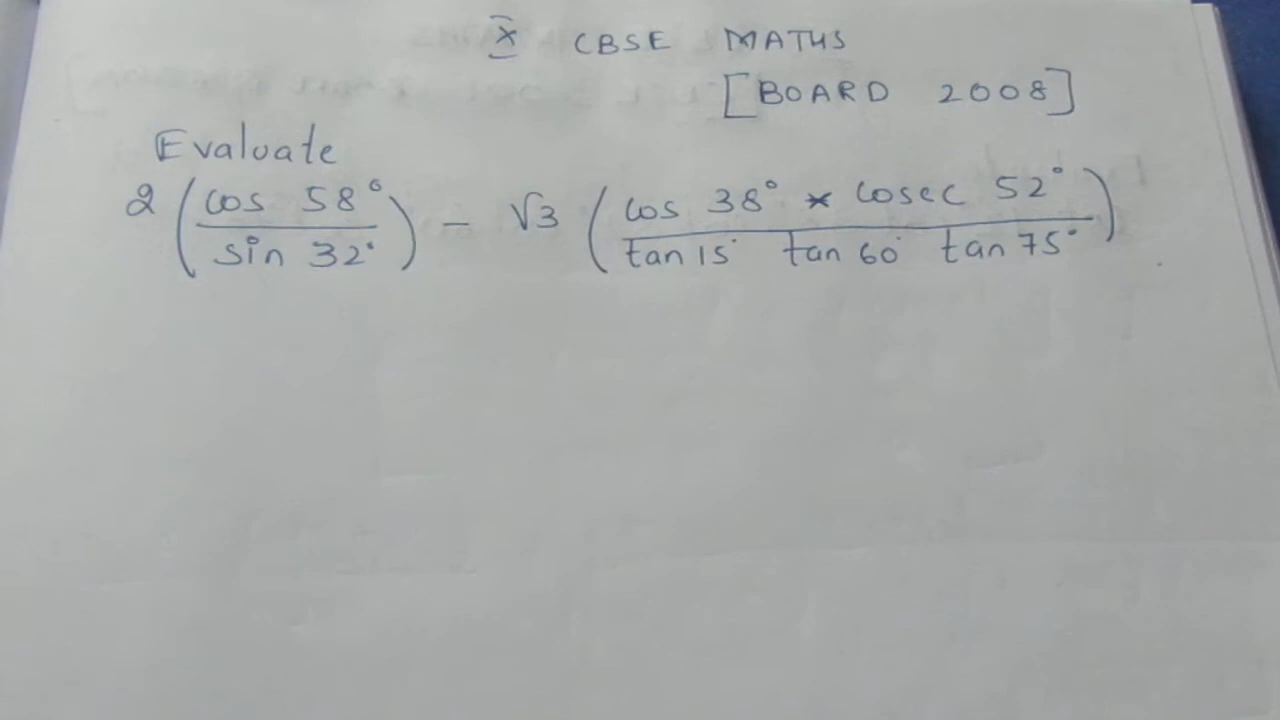 X CBSE MATHS
[BOARD 2008]
Evaluate
2 (cos 58° / sin 32°) - √3 (cos 38° * cosec 52° / tan 15° tan 60° tan 75°)